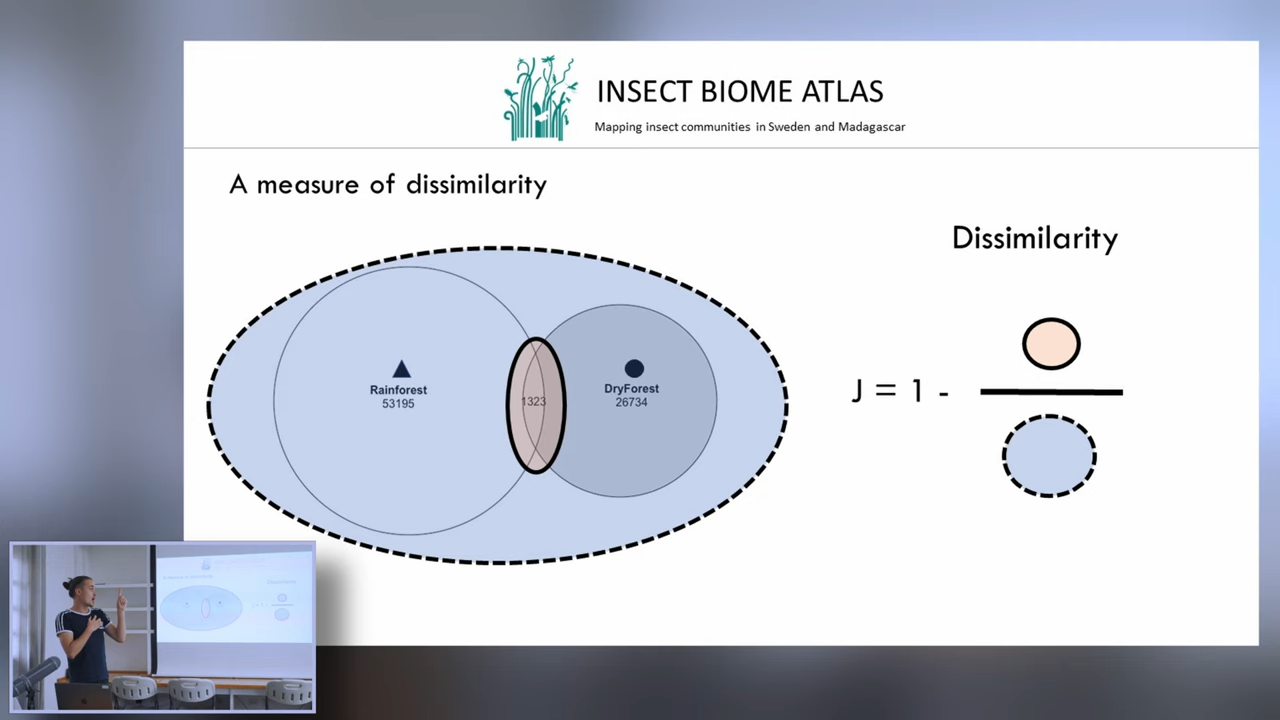 INSECT BIOME ATLAS
Mapping insect communities in Sweden and Madagascar
A measure of dissimilarity
Dissimilarity
Rainforest
53195
1323
DryForest
26734
J = 1 -